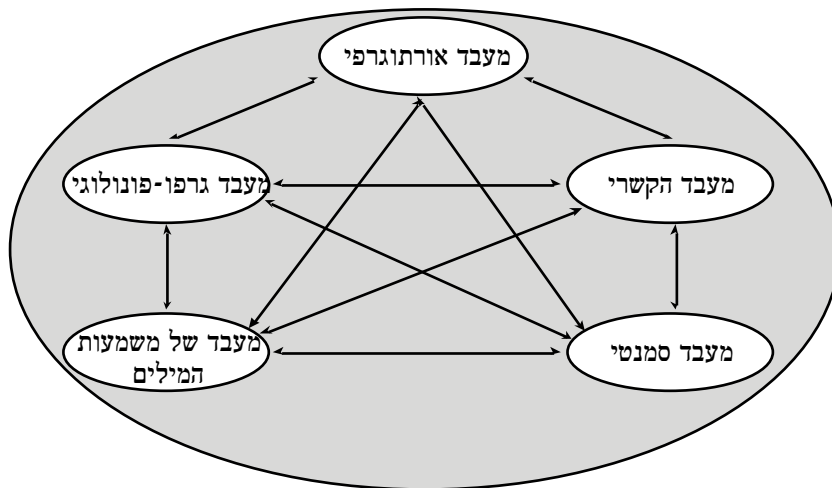 מעבד אורתוגרפי
מעבד הקשרי
מעבד גרפו-פונולוגי
מעבד סמנטי
מעבד של משמעות
המילים